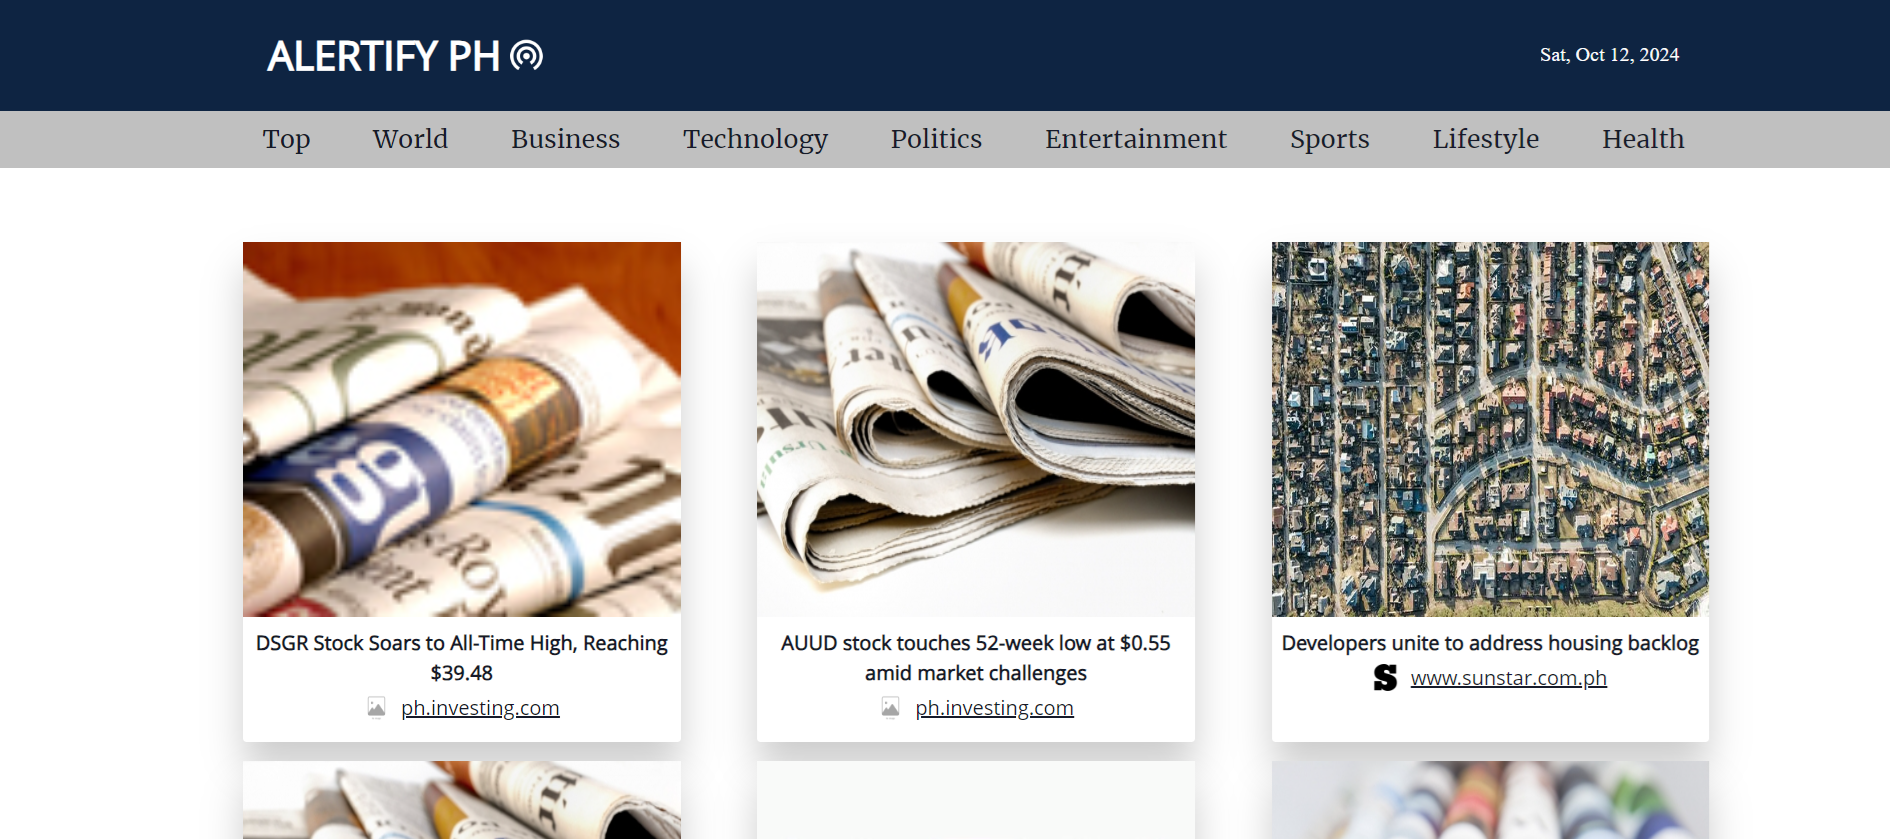 ALERTIFY PH
Sat, Oct 12, 2024
Top World Business Technology Politics Entertainment Sports Lifestyle Health
DSGR Stock Soars to All-Time High, Reaching
$39.48
ph.investing.com
AUUD stock touches 52-week low at $0.55
amid market challenges
ph.investing.com
Developers unite to address housing backlog
S www.sunstar.com.ph